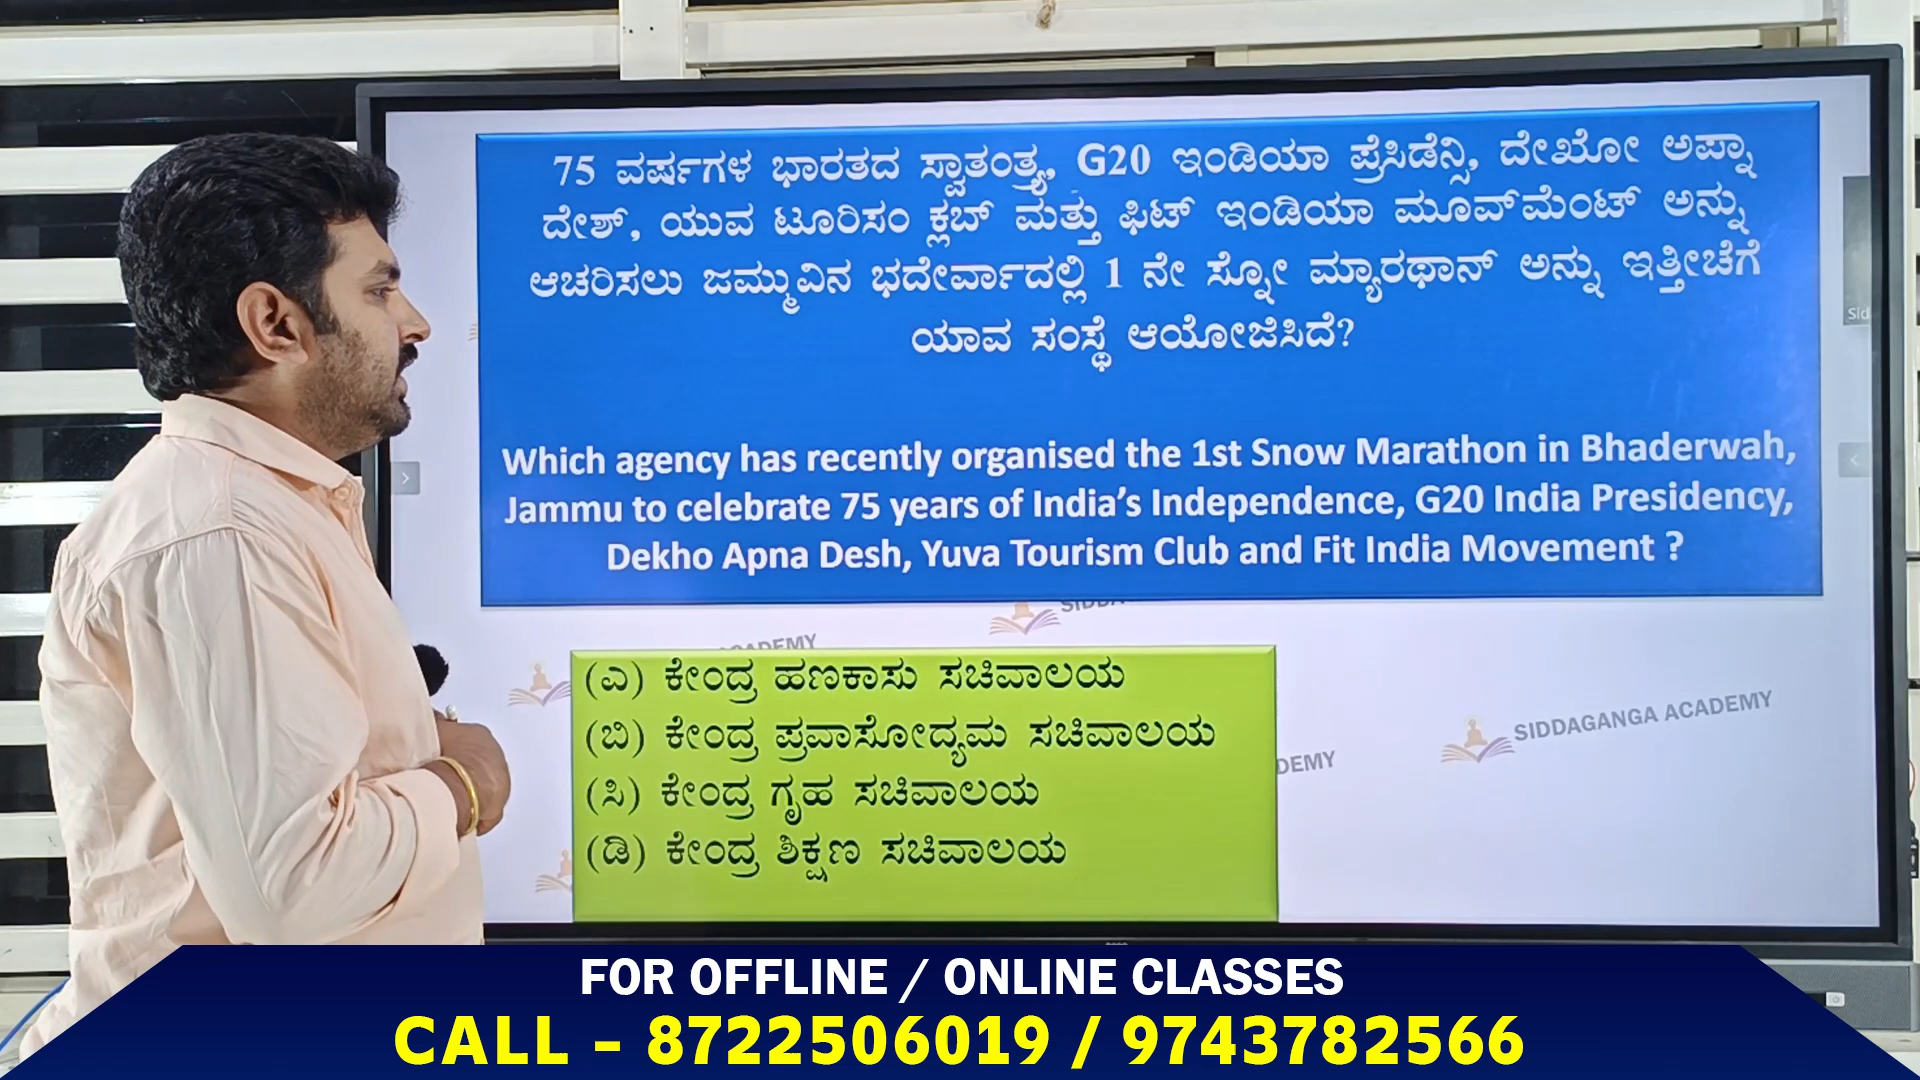 75 ವರ್ಷಗಳ ಭಾರತದ ಸ್ವಾತಂತ್ರ್ಯ, G20 ಇಂಡಿಯಾ ಪ್ರೆಸಿಡೆನ್ಸಿ, ದೇಖೋ ಅಪ್ನಾ
ದೇಶ್, ಯುವ ಟೂರಿಸಂ ಕ್ಲಬ್ ಮತ್ತು ಫಿಟ್ ಇಂಡಿಯಾ ಮೂವ್‌ಮೆಂಟ್ ಅನ್ನು
ಆಚರಿಸಲು ಜಮ್ಮುವಿನ ಭದೇರ್ವಾದಲ್ಲಿ 1 ನೇ ಸ್ನೋ ಮ್ಯಾರಥಾನ್ ಅನ್ನು ಇತ್ತೀಚೆಗೆ
ಯಾವ ಸಂಸ್ಥೆ ಆಯೋಜಿಸಿದೆ?
Which agency has recently organised the 1st Snow Marathon in Bhaderwah,
Jammu to celebrate 75 years of India’s Independence, G20 India Presidency,
Dekho Apna Desh, Yuva Tourism Club and Fit India Movement ?
(ಎ) ಕೇಂದ್ರ ಹಣಕಾಸು ಸಚಿವಾಲಯ
(ಬಿ) ಕೇಂದ್ರ ಪ್ರವಾಸೋದ್ಯಮ ಸಚಿವಾಲಯ
(ಸಿ) ಕೇಂದ್ರ ಗೃಹ ಸಚಿವಾಲಯ
(ಡಿ) ಕೇಂದ್ರ ಶಿಕ್ಷಣ ಸಚಿವಾಲಯ
SIDDAGANGA ACADEMY
FOR OFFLINE / ONLINE CLASSES
CALL - 8722506019 / 9743782566